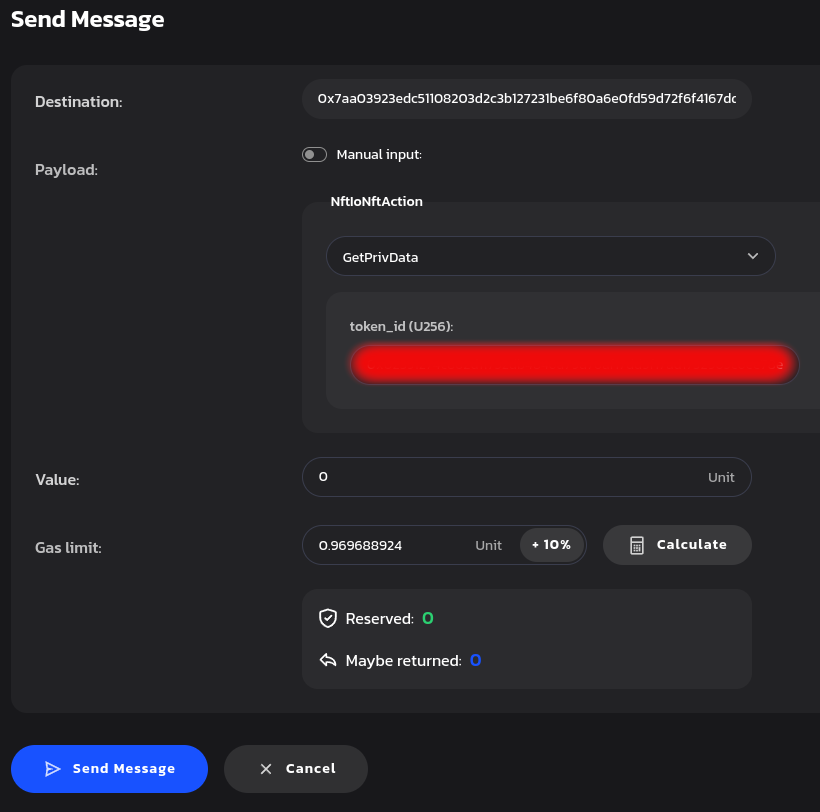 Send Message
Destination:
0x7aa03923edc51108203d2c3b127231be6f80a6e0fd59d72f6f4167dc
Payload:
Manual input:
NftIoNftAction
GetPrivData
token_id (U256):
Value:
0 Unit
Gas limit:
0.969688924 Unit + 10% Calculate
Reserved: 0
Maybe returned: 0
Send Message Cancel